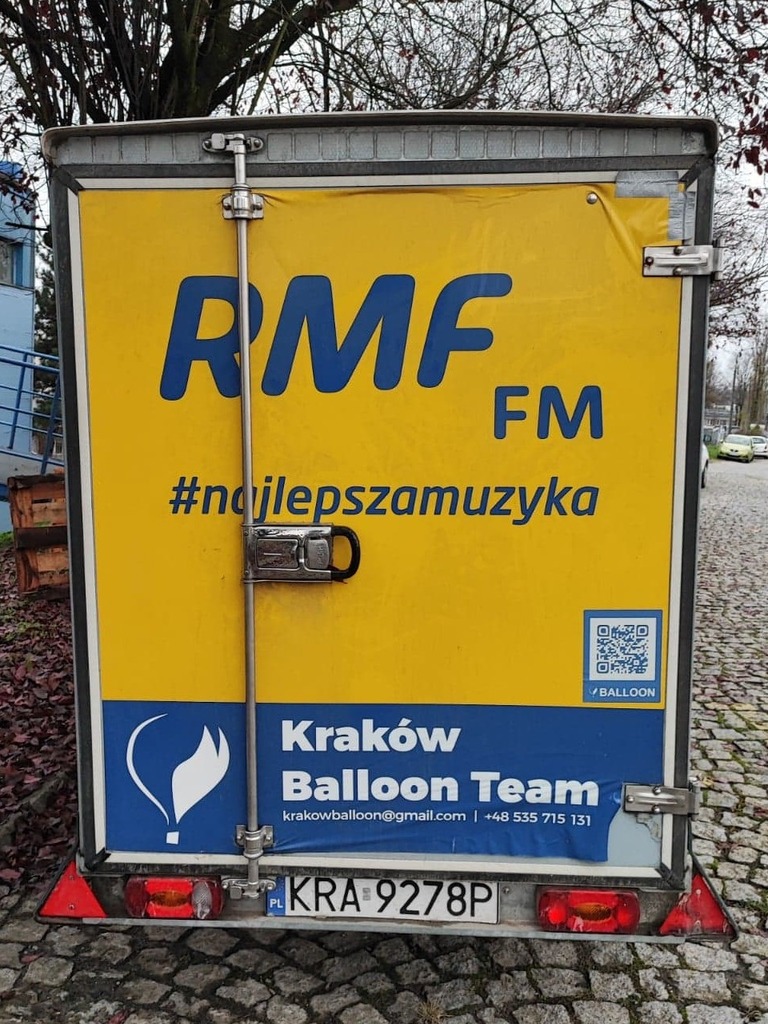 RMF
FM
#najlepszamuzyka
BALLOON
Kraków
Balloon Team
krakowballoon@gmail.com | +48 535 715 131
PL KRA 9278P